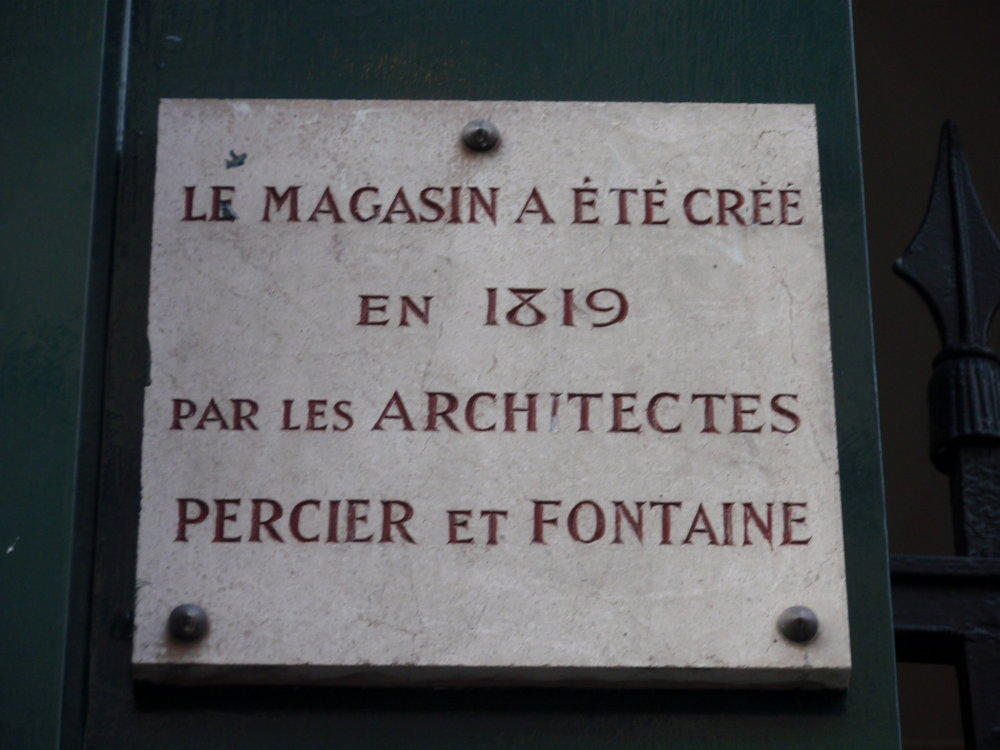 LE MAGASIN A ÉTÉ CRÉÉ
EN 1819
PAR LES ARCHITECTES
PERCIER ET FONTAINE